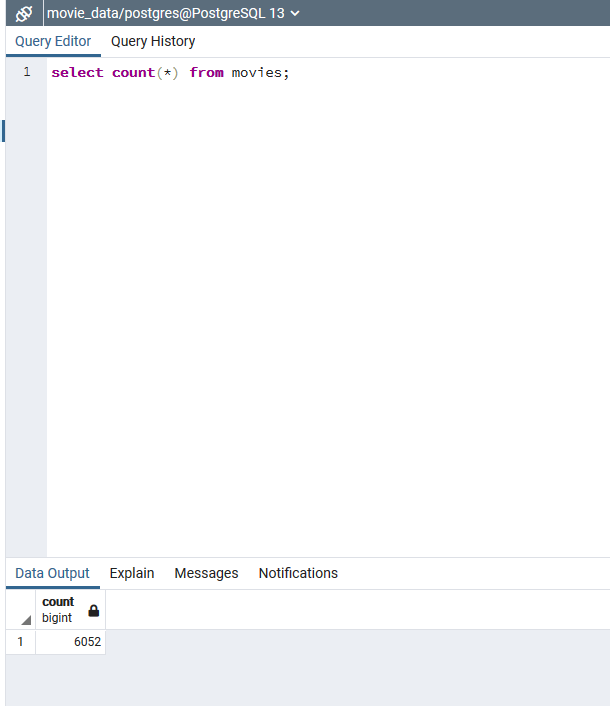 movie_data/postgres@PostgreSQL 13
Query Editor Query History
1 select count(*) from movies;
Data Output Explain Messages Notifications
count
bigint
1 6052